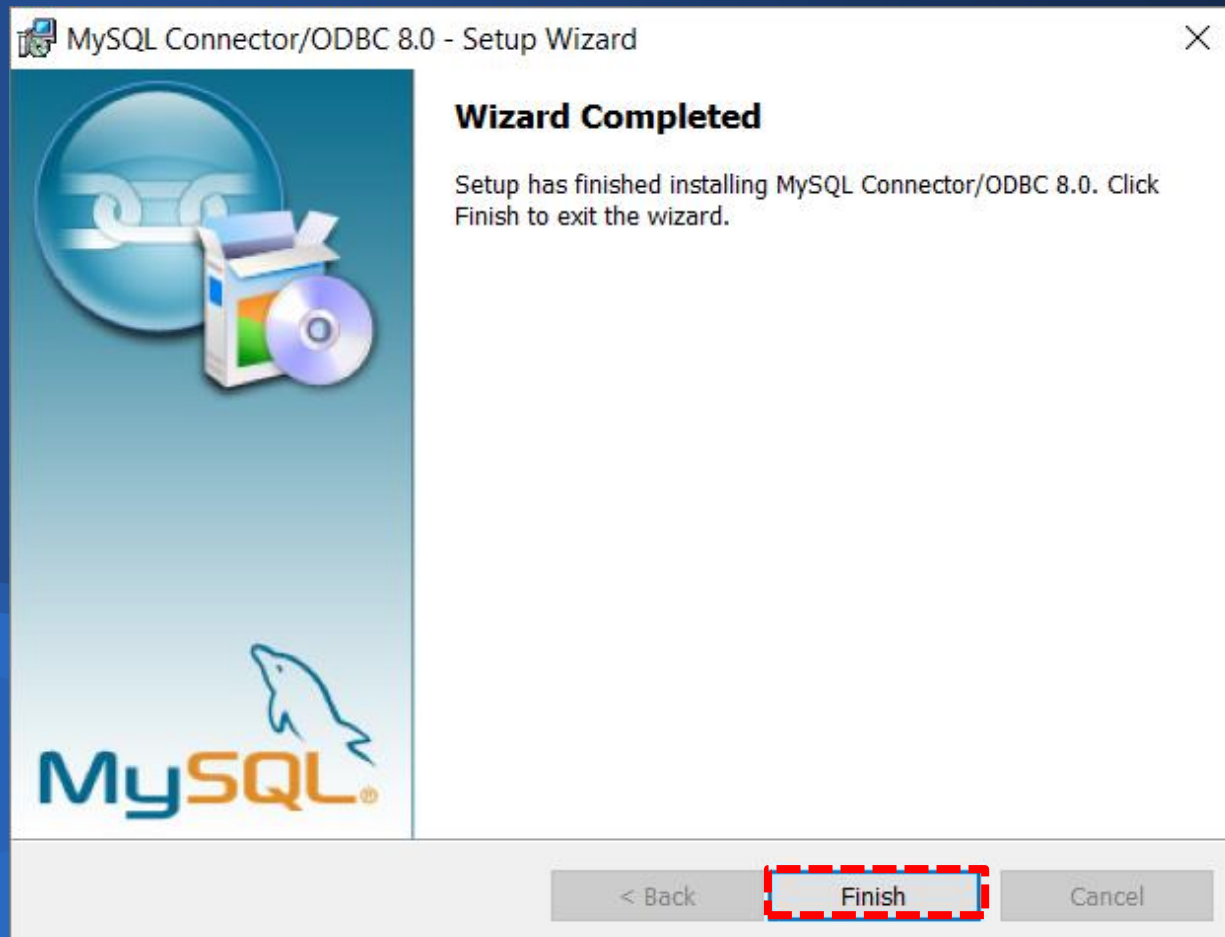 MySQL Connector/ODBC 8.0 - Setup Wizard
Wizard Completed
Setup has finished installing MySQL Connector/ODBC 8.0. Click
Finish to exit the wizard.
MySQL®
< Back
Finish
Cancel